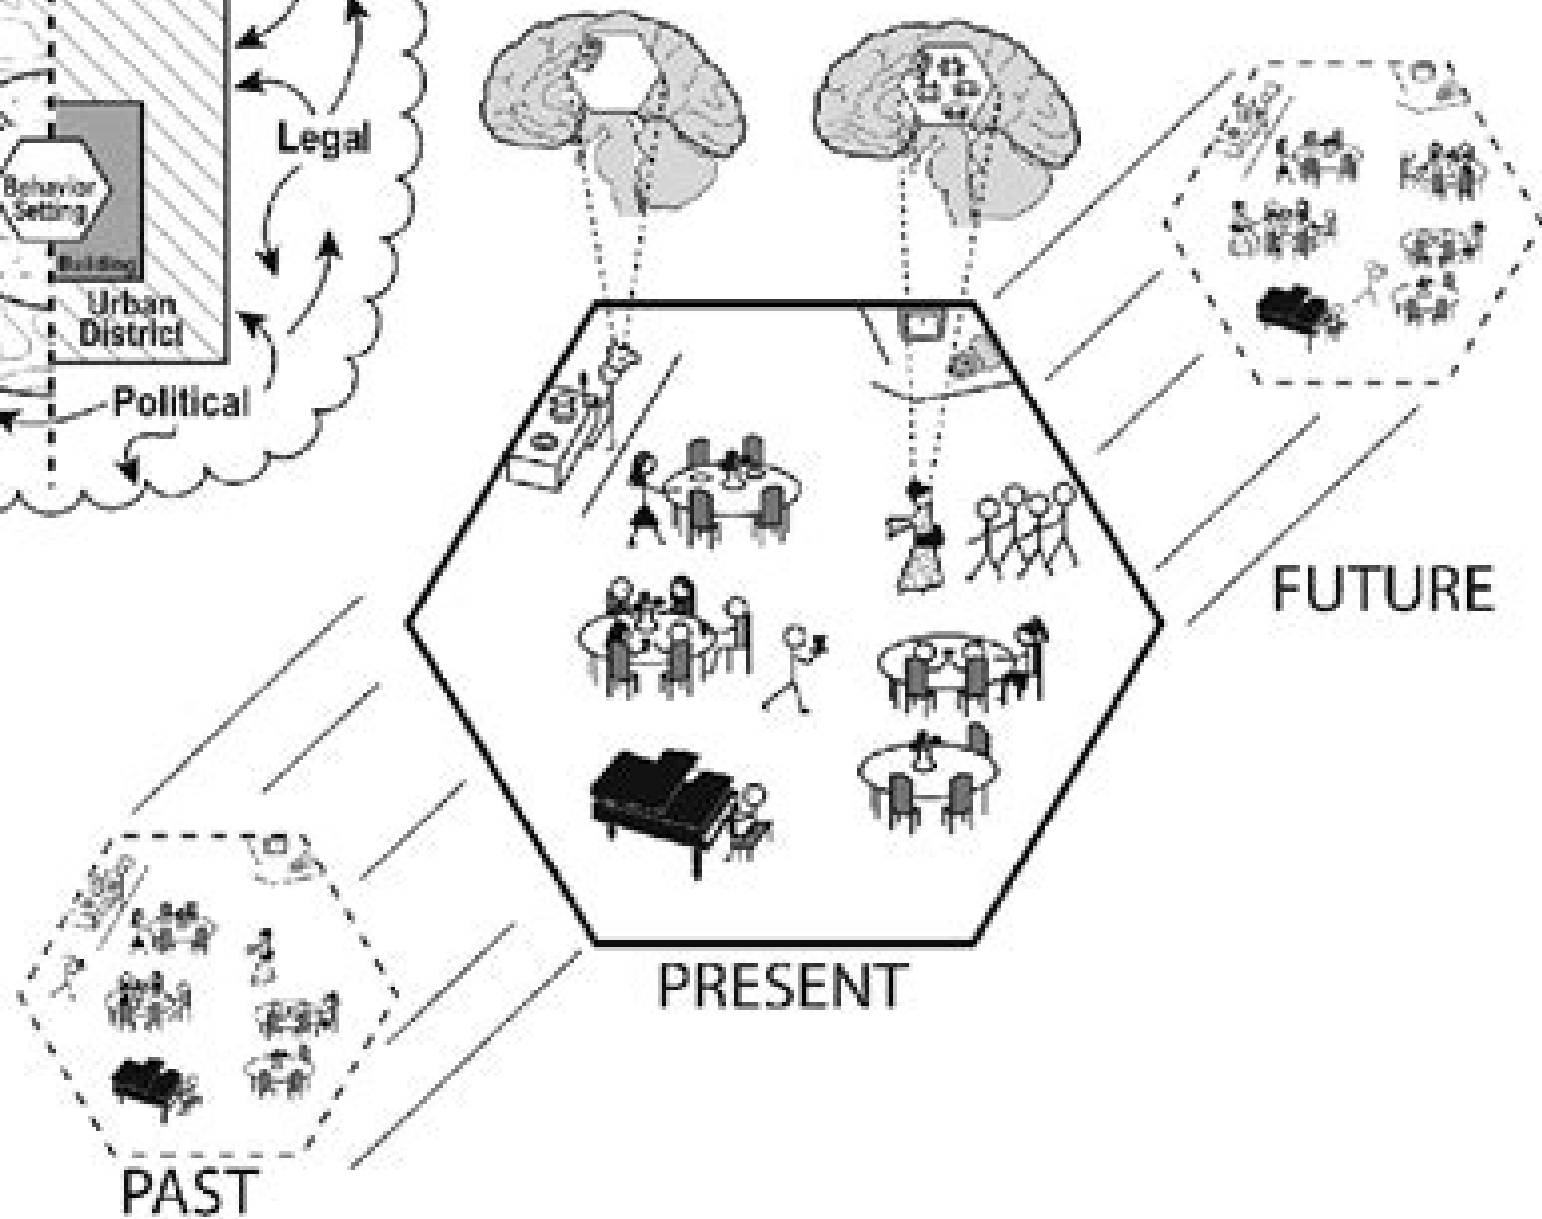 Legal
Behavior
Setting
Building
Urban
District
Political
FUTURE
PRESENT
PAST